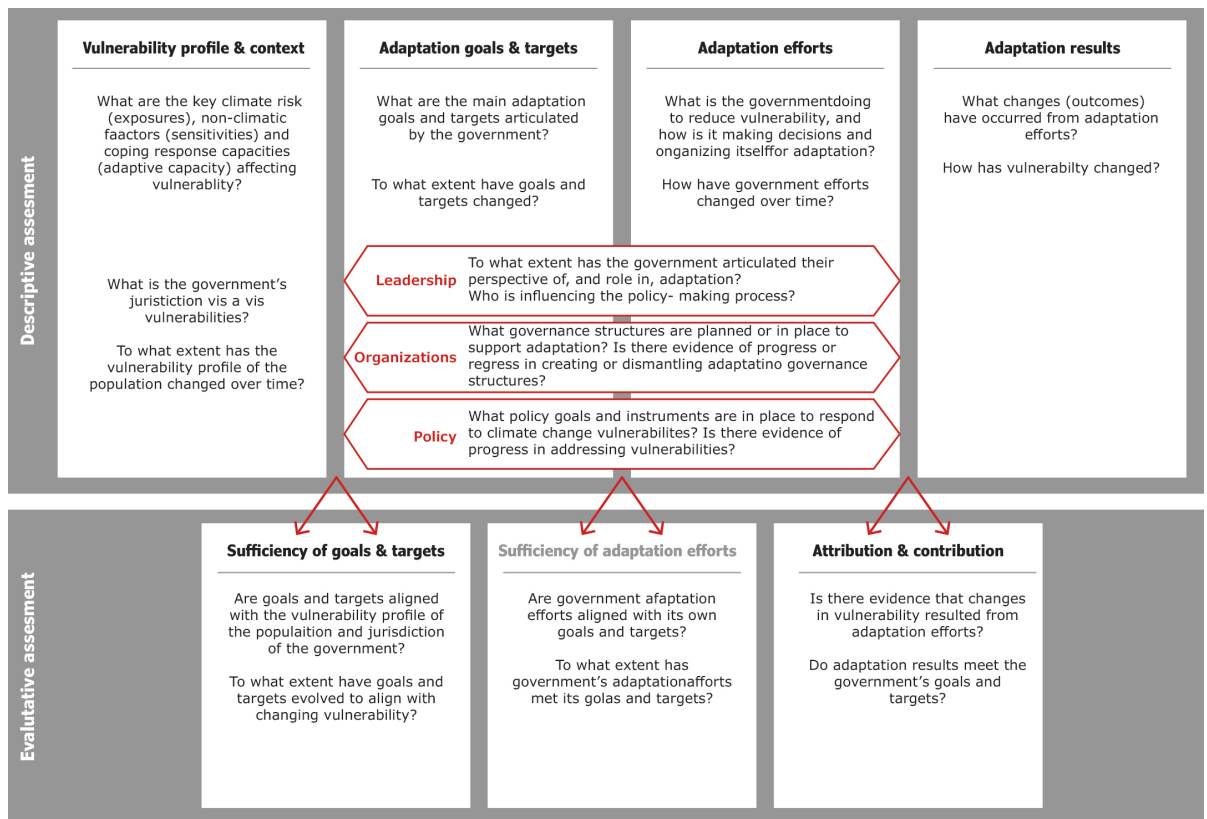 Descriptive assesment
Vulnerability profile & context
What are the key climate risk
(exposures), non-climatic
faactors (sensitivities) and
coping response capacities
(adaptive capacity) affecting
vulnerablity?
What is the government's
juristiction vis a vis
vulnerabilities?
To what extent has the
vulnerability profile of the
population changed over time?
Adaptation goals & targets
What are the main adaptation
goals and targets articulated
by the government?
To what extent have goals and
targets changed?
Adaptation efforts
What is the governmentdoing
to reduce vulnerability, and
how is it making decisions and
onganizing itselffor adaptation?
How have government efforts
changed over time?
Adaptation results
What changes (outcomes)
have occurred from adaptation
efforts?
How has vulnerabilty changed?
Leadership
To what extent has the government articulated their
perspective of, and role in, adaptation?
Who is influencing the policy- making process?
Organizations
What governance structures are planned or in place to
support adaptation? Is there evidence of progress or
regress in creating or dismantling adaptatino governance
structures?
Policy
What policy goals and instruments are in place to respond
to climate change vulnerabilites? Is there evidence of
progress in addressing vulnerabilities?
Evalutative assesment
Sufficiency of goals & targets
Are goals and targets aligned
with the vulnerability profile of
the populaition and jurisdiction
of the government?
To what extent have goals and
targets evolved to align with
changing vulnerability?
Sufficiency of adaptation efforts
Are government afaptation
efforts aligned with its own
goals and targets?
To what extent has
government's adaptationafforts
met its golas and targets?
Attribution & contribution
Is there evidence that changes
in vulnerability resulted from
adaptation efforts?
Do adaptation results meet the
government's goals and
targets?